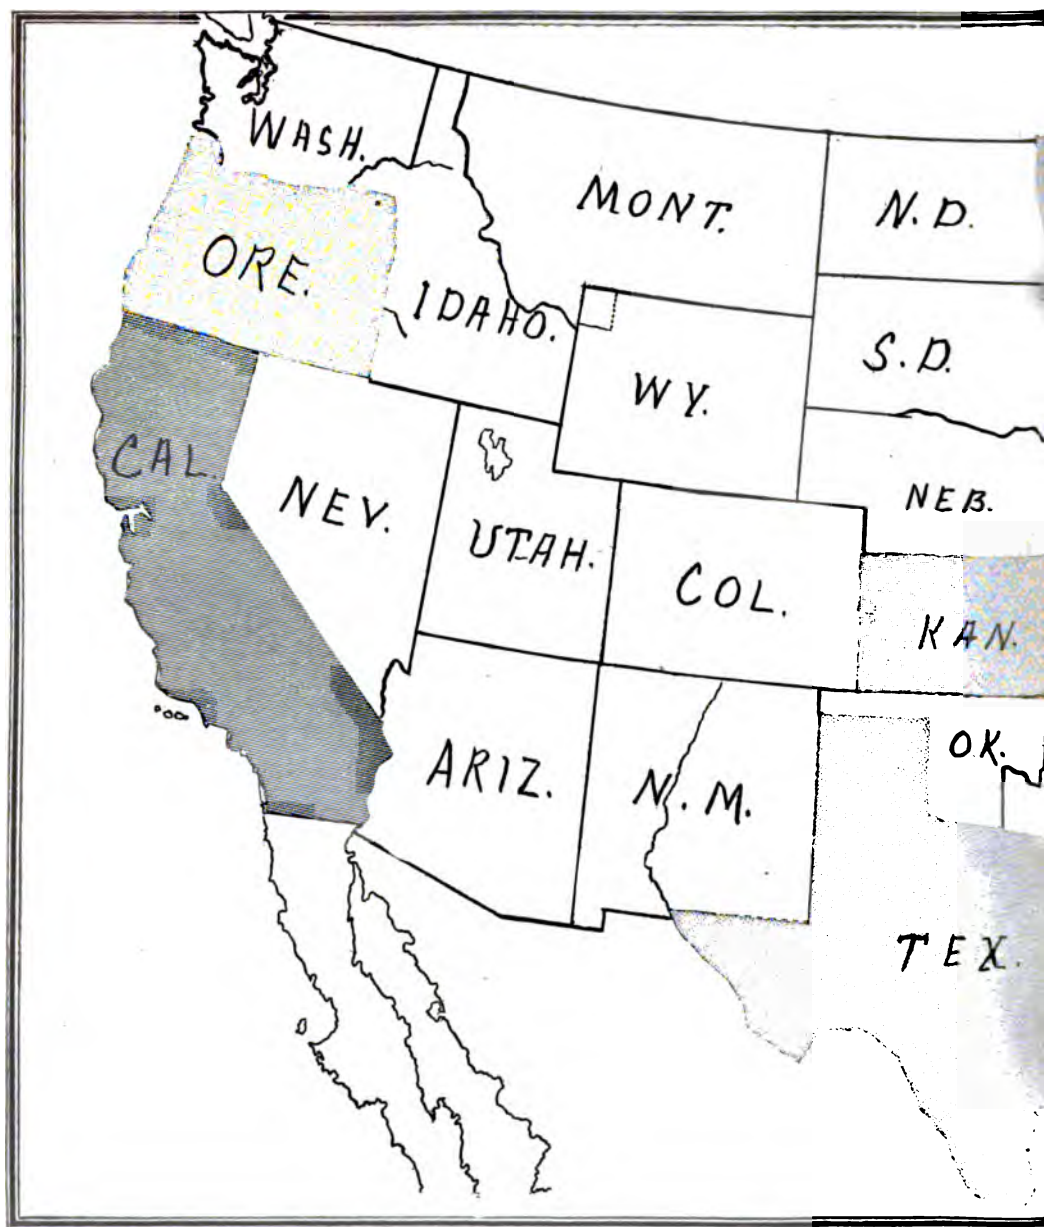 WASH.
MONT.
N.D.
ORE.
IDAHO.
S.D.
WY.
CAL.
NEV.
NEB.
UTAH.
COL.
KAN.
ARIZ.
N.M.
OK.
TEX.